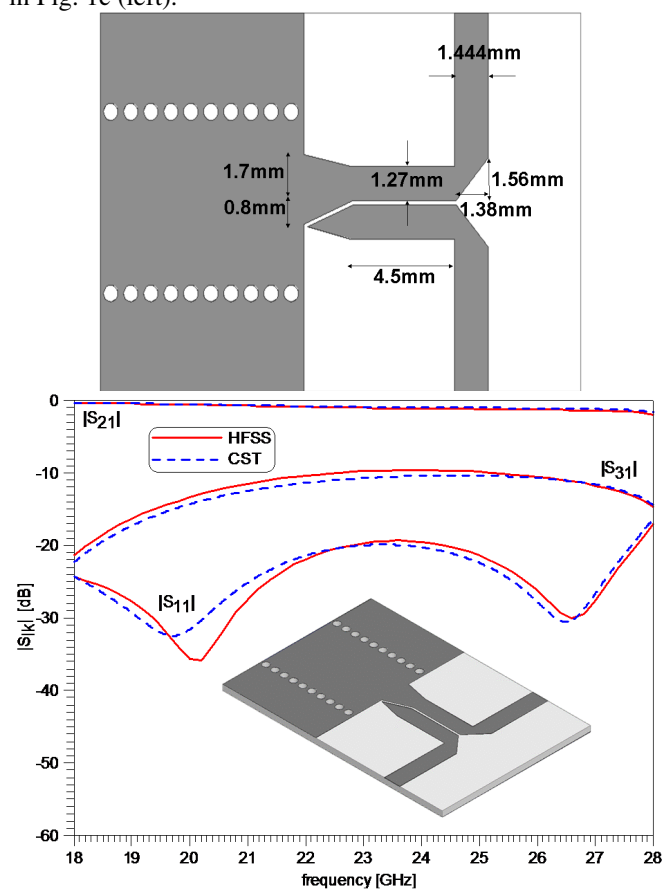 in Fig. 1c (left).
1.444mm
1.7mm
1.27mm
1.56mm
0.8mm
1.38mm
4.5mm
0
|S21|
HFSS
CST
-10
|S31|
-20
|S11|
-30
-40
-50
-60
|Sik| [dB]
18 19 20 21 22 23 24 25 26 27 28
frequency [GHz]